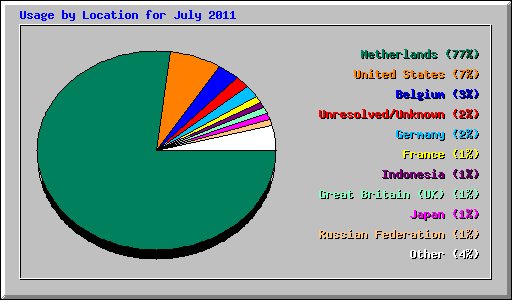 Usage by Location for July 2011
Netherlands (77%)
United States (7%)
Belgium (3%)
Unresolved/Unknown (2%)
Germany (2%)
France (1%)
Indonesia (1%)
Great Britain (UK) (1%)
Japan (1%)
Russian Federation (1%)
Other (4%)